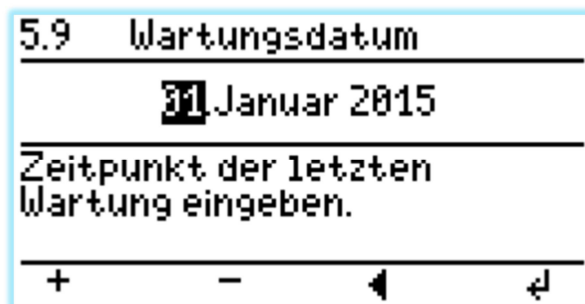 5.9 Wartungsdatum
01.Januar 2015
Zeitpunkt der letzten
Wartung eingeben.
+ - ◀ ↵